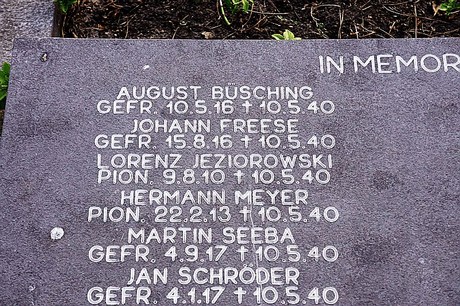 IN MEMOR
AUGUST BÜSCHING
GEFR. 10.5.16 † 10.5.40
JOHANN FREESE
GEFR. 15.8.16 † 10.5.40
LORENZ JEZIOROWSKI
PION. 9.8.10 † 10.5.40
HERMANN MEYER
PION. 22.2.13 † 10.5.40
MARTIN SEEBA
GEFR. 4.9.17 † 10.5.40
JAN SCHRÖDER
GEFR. 4.1.17 † 10.5.40